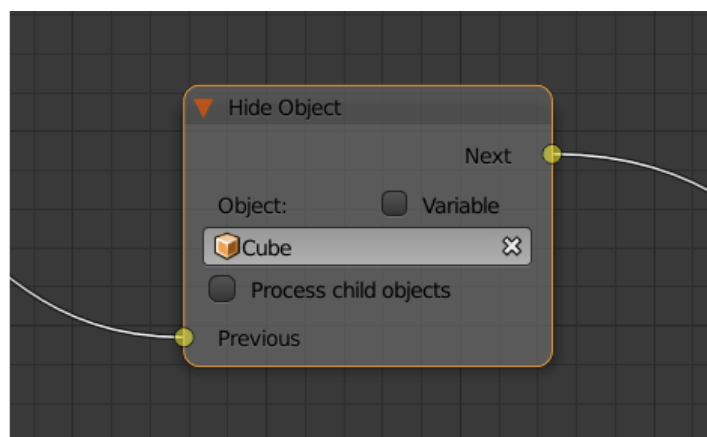 Hide Object
Next
Object: Variable
Cube
Process child objects
Previous